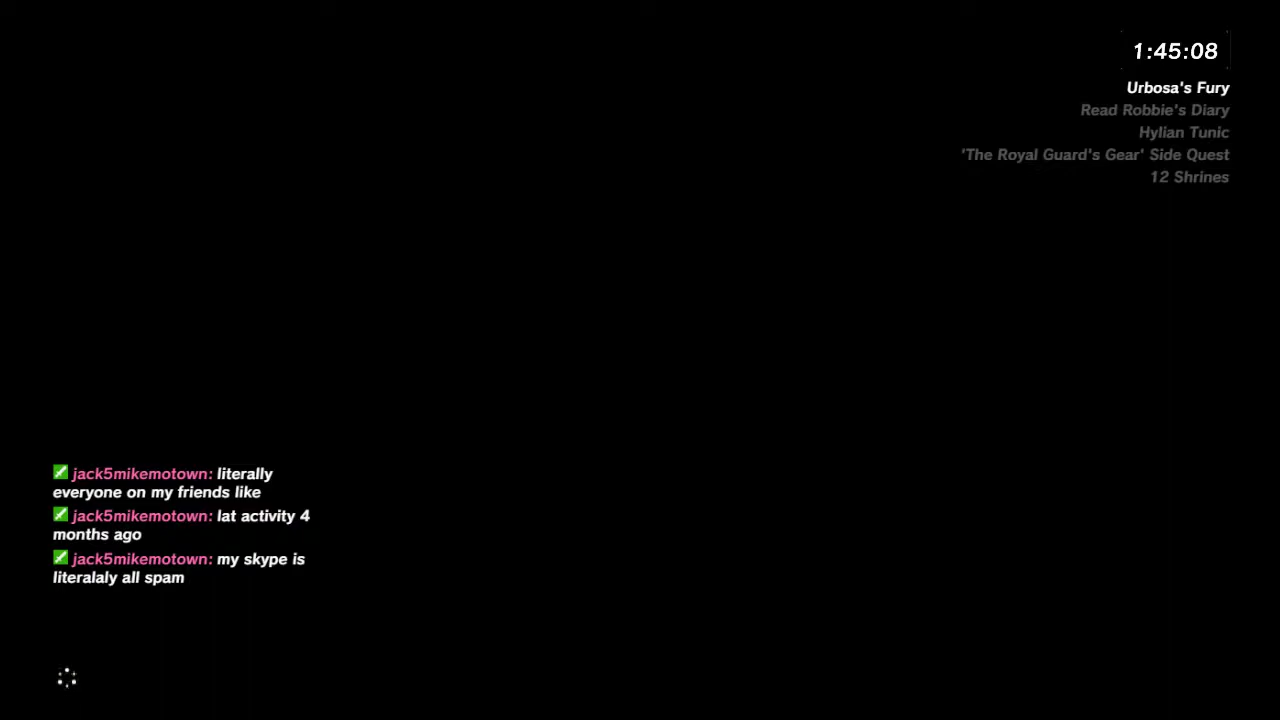 1:45:08
Urbosa's Fury
Read Robbie's Diary
Hylian Tunic
'The Royal Guard's Gear' Side Quest
12 Shrines
jack5mikemotown: literally
everyone on my friends like
jack5mikemotown: lat activity 4
months ago
jack5mikemotown: my skype is
literalaly all spam